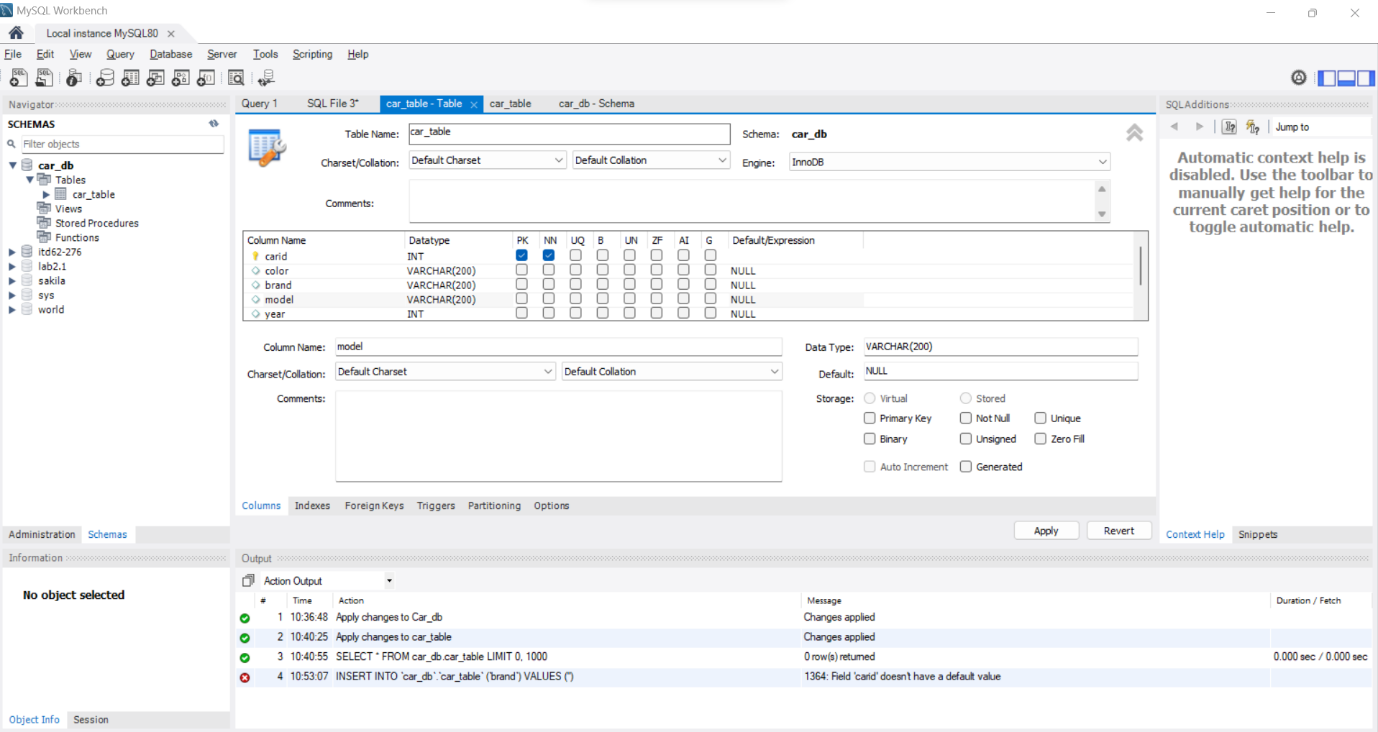 MySQL Workbench
Local instance MySQL80
File Edit View Query Database Server Tools Scripting Help
Navigator
SCHEMAS
Filter objects
car_db
Tables
car_table
Views
Stored Procedures
Functions
itd62-276
lab2.1
sakila
sys
world
Administration Schemas
Information
No object selected
Object Info Session
Query 1 SQL File 3* car_table - Table car_table car_db - Schema
Table Name: car_table Schema: car_db
Charset/Collation: Default Charset Default Collation Engine: InnoDB
Comments:
Column Name Datatype PK NN UQ B UN ZF AI G Default/Expression
carid INT
color VARCHAR(200) NULL
brand VARCHAR(200) NULL
model VARCHAR(200) NULL
year INT NULL
Column Name: model Data Type: VARCHAR(200)
Charset/Collation: Default Charset Default Collation Default: NULL
Comments: Storage: Virtual Stored
Primary Key Not Null Unique
Binary Unsigned Zero Fill
Auto Increment Generated
Columns Indexes Foreign Keys Triggers Partitioning Options
Apply Revert
Output
Action Output
# Time Action Message Duration / Fetch
1 10:36:48 Apply changes to Car_db Changes applied
2 10:40:25 Apply changes to car_table Changes applied
3 10:40:55 SELECT * FROM car_db.car_table LIMIT 0, 1000 0 row(s) returned 0.000 sec / 0.000 sec
4 10:53:07 INSERT INTO `car_db`.`car_table` (`brand`) VALUES ('') 1364: Field 'carid' doesn't have a default value
SQLAdditions
Jump to
Automatic context help is
disabled. Use the toolbar to
manually get help for the
current caret position or to
toggle automatic help.
Context Help Snippets